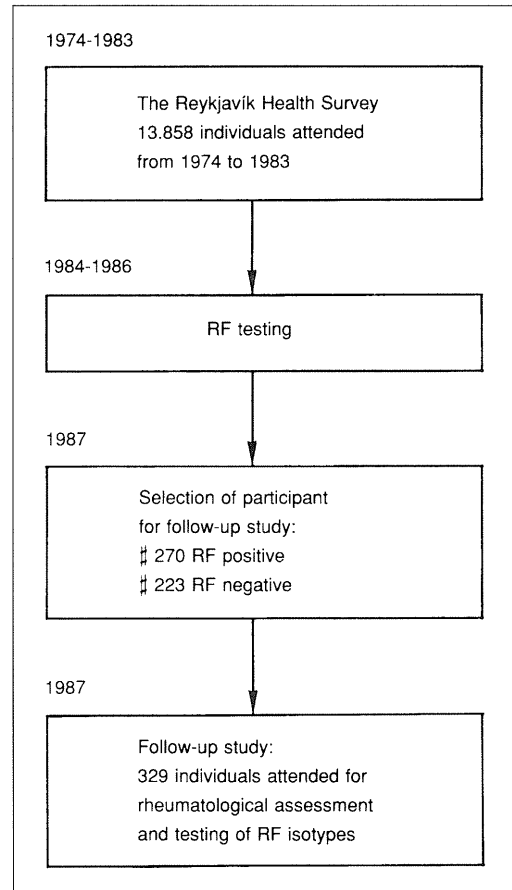 1974-1983
The Reykjavík Health Survey
13.858 individuals attended
from 1974 to 1983
1984-1986
RF testing
1987
Selection of participant
for follow-up study:
♯ 270 RF positive
♯ 223 RF negative
1987
Follow-up study:
329 individuals attended for
rheumatological assessment
and testing of RF isotypes